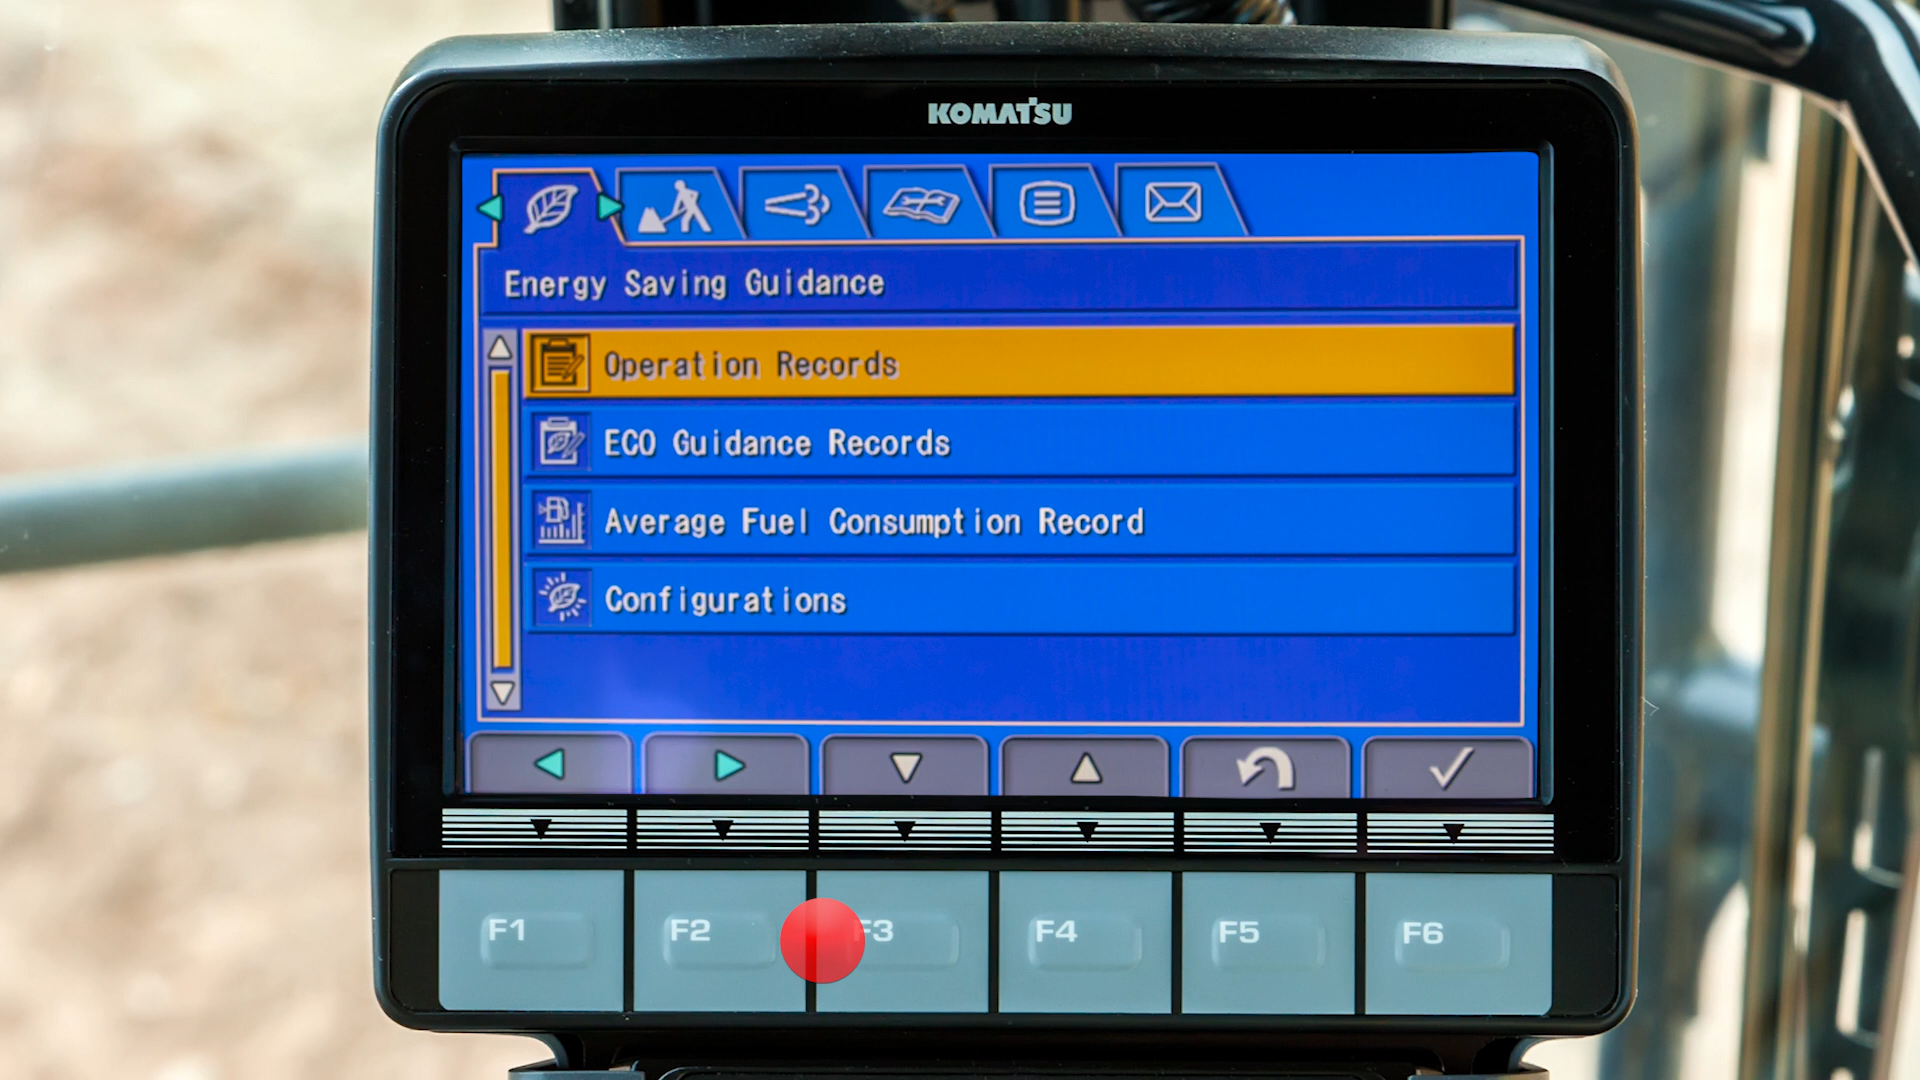 KOMATSU
Energy Saving Guidance
Operation Records
ECO Guidance Records
Average Fuel Consumption Record
Configurations
F1 F2 F3 F4 F5 F6